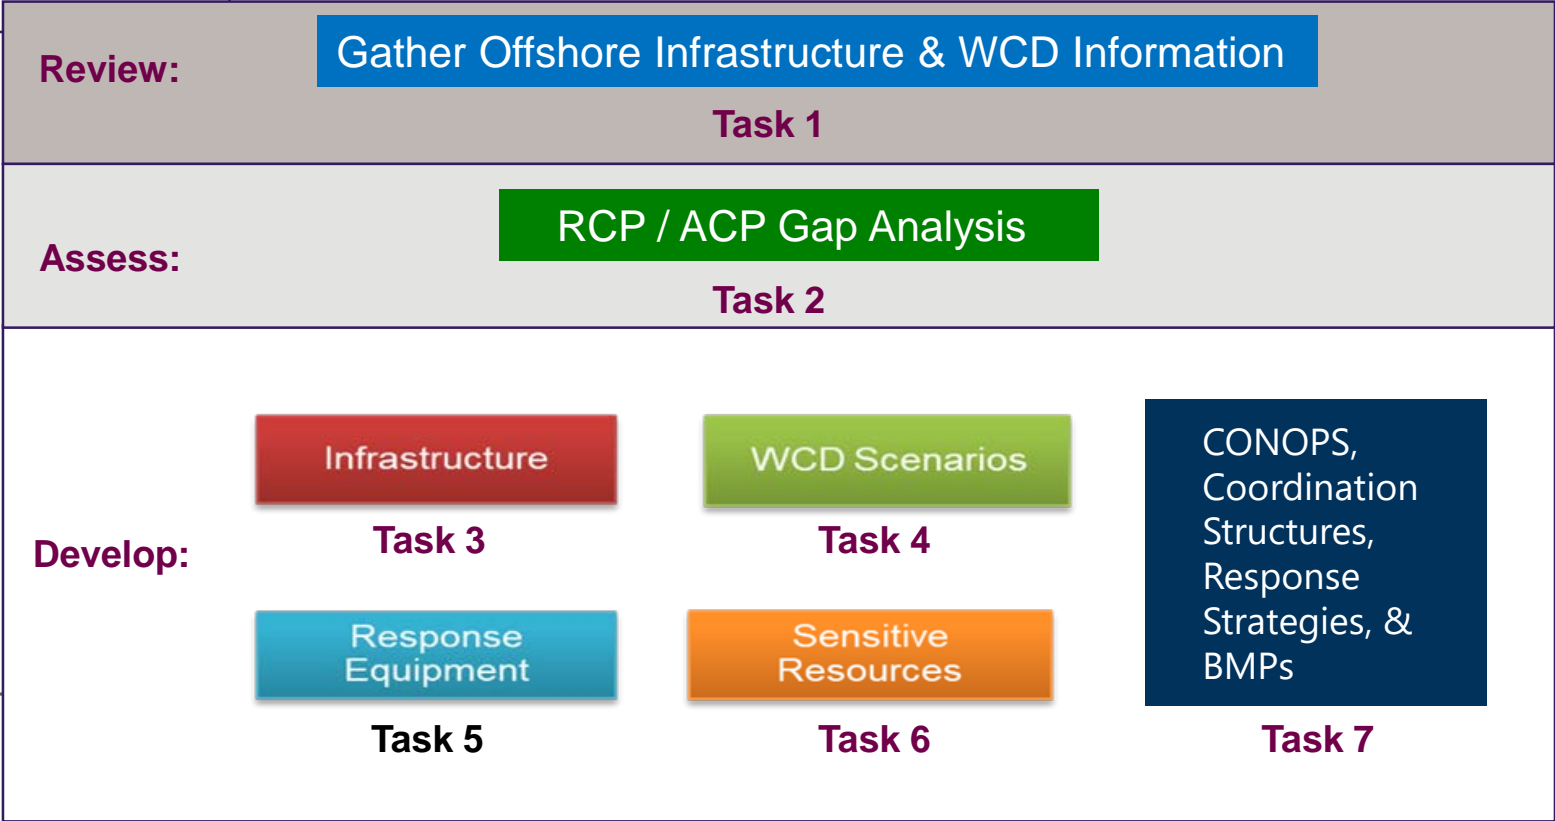 Review:
Gather Offshore Infrastructure & WCD Information
Task 1
Assess:
RCP / ACP Gap Analysis
Task 2
Develop:
Infrastructure
Task 3
WCD Scenarios
Task 4
Response
Equipment
Task 5
Sensitive
Resources
Task 6
CONOPS,
Coordination
Structures,
Response
Strategies, &
BMPs
Task 7